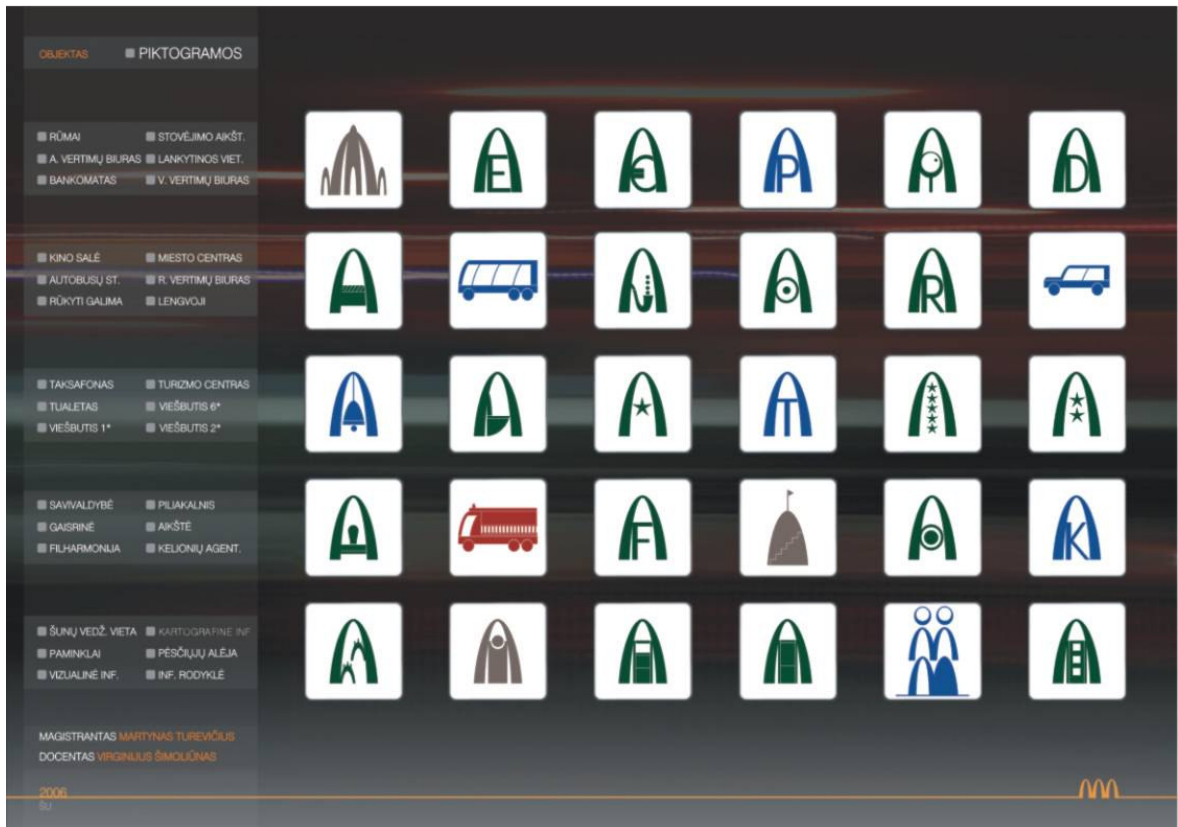 OBJEKTAS PIKTOGRAMOS
RŪMAI STOVĖJIMO AIKŠT.
A. VERTIMŲ BIURAS LANKYTINOS VIET.
BANKOMATAS V. VERTIMŲ BIURAS
E
P
D
KINO SALĖ MIESTO CENTRAS
AUTOBUSŲ ST. R. VERTIMŲ BIURAS
RŪKYTI GALIMA LENGVOJI
R
TAKSAFONAS TURIZMO CENTRAS
TUALETAS VIEŠBUTIS 6*
VIEŠBUTIS 1* VIEŠBUTIS 2*
T
SAVIVALDYBĖ PILIAKALNIS
GAISRINĖ AIKŠTĖ
FILHARMONIJA KELIONIŲ AGENT.
F
K
ŠUNŲ VEDŽ. VIETA KARTOGRAFINĖ INF
PAMINKLAI PĖSČIŲJŲ ALĖJA
VIZUALINĖ INF. INF. RODYKLĖ
MAGISTRANTAS MARTYNAS TUREVIČIUS
DOCENTAS VIRGINIJUS ŠIMOLIŪNAS
2006
ŠU